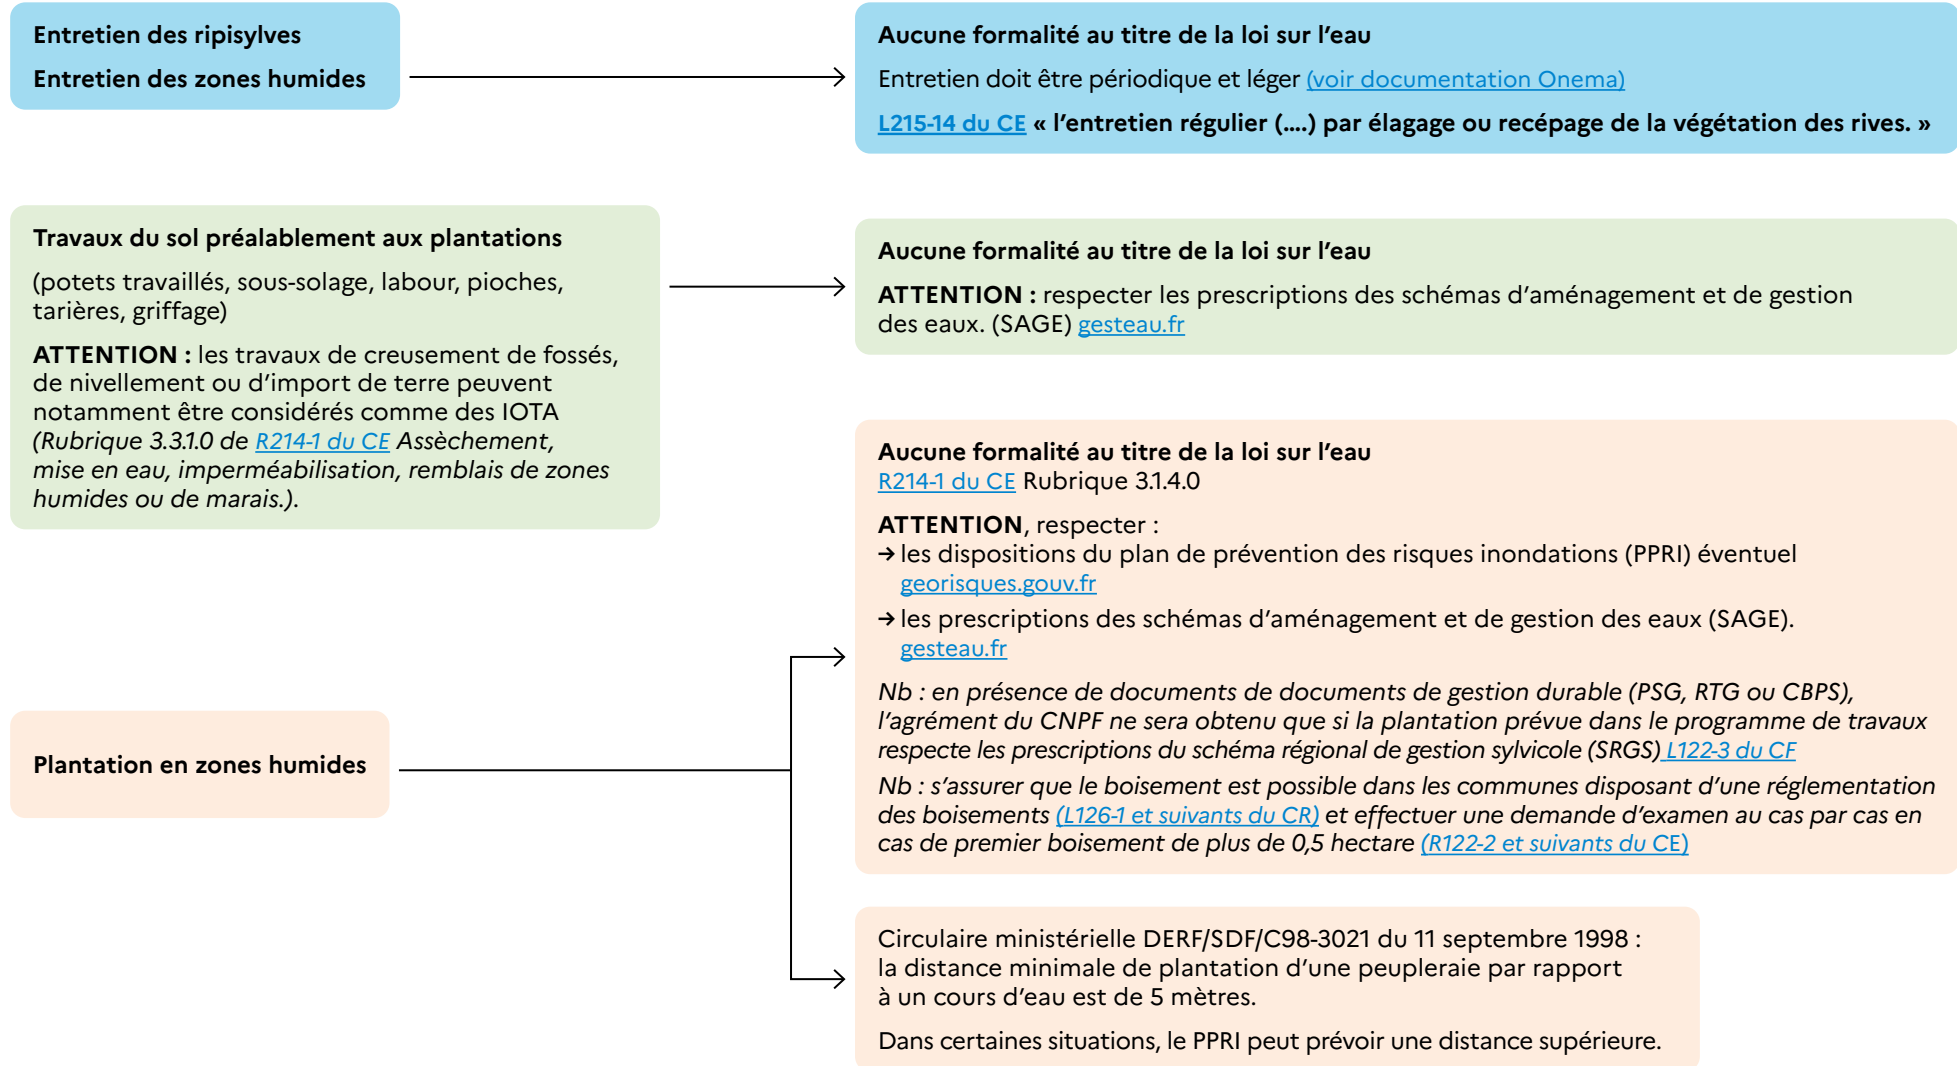 Entretien des ripisylves
Entretien des zones humides
Aucune formalité au titre de la loi sur l’eau
Entretien doit être périodique et léger (voir documentation Onema)
L215-14 du CE « l’entretien régulier (….) par élagage ou recépage de la végétation des rives. »
Travaux du sol préalablement aux plantations
(potets travaillés, sous-solage, labour, pioches,
tarières, griffage)
ATTENTION : les travaux de creusement de fossés,
de nivellement ou d’import de terre peuvent
notamment être considérés comme des IOTA
(Rubrique 3.3.1.0 de R214-1 du CE Assèchement,
mise en eau, imperméabilisation, remblais de zones
humides ou de marais.).
Aucune formalité au titre de la loi sur l’eau
ATTENTION : respecter les prescriptions des schémas d’aménagement et de gestion
des eaux. (SAGE) gesteau.fr
Plantation en zones humides
Aucune formalité au titre de la loi sur l’eau
R214-1 du CE Rubrique 3.1.4.0
ATTENTION, respecter :
→ les dispositions du plan de prévention des risques inondations (PPRI) éventuel
georisques.gouv.fr
→ les prescriptions des schémas d’aménagement et de gestion des eaux (SAGE).
gesteau.fr
Nb : en présence de documents de documents de gestion durable (PSG, RTG ou CBPS),
l’agrément du CNPF ne sera obtenu que si la plantation prévue dans le programme de travaux
respecte les prescriptions du schéma régional de gestion sylvicole (SRGS) L122-3 du CF
Nb : s’assurer que le boisement est possible dans les communes disposant d’une réglementation
des boisements (L126-1 et suivants du CR) et effectuer une demande d’examen au cas par cas en
cas de premier boisement de plus de 0,5 hectare (R122-2 et suivants du CE)
Circulaire ministérielle DERF/SDF/C98-3021 du 11 septembre 1998 :
la distance minimale de plantation d’une peupleraie par rapport
à un cours d’eau est de 5 mètres.
Dans certaines situations, le PPRI peut prévoir une distance supérieure.